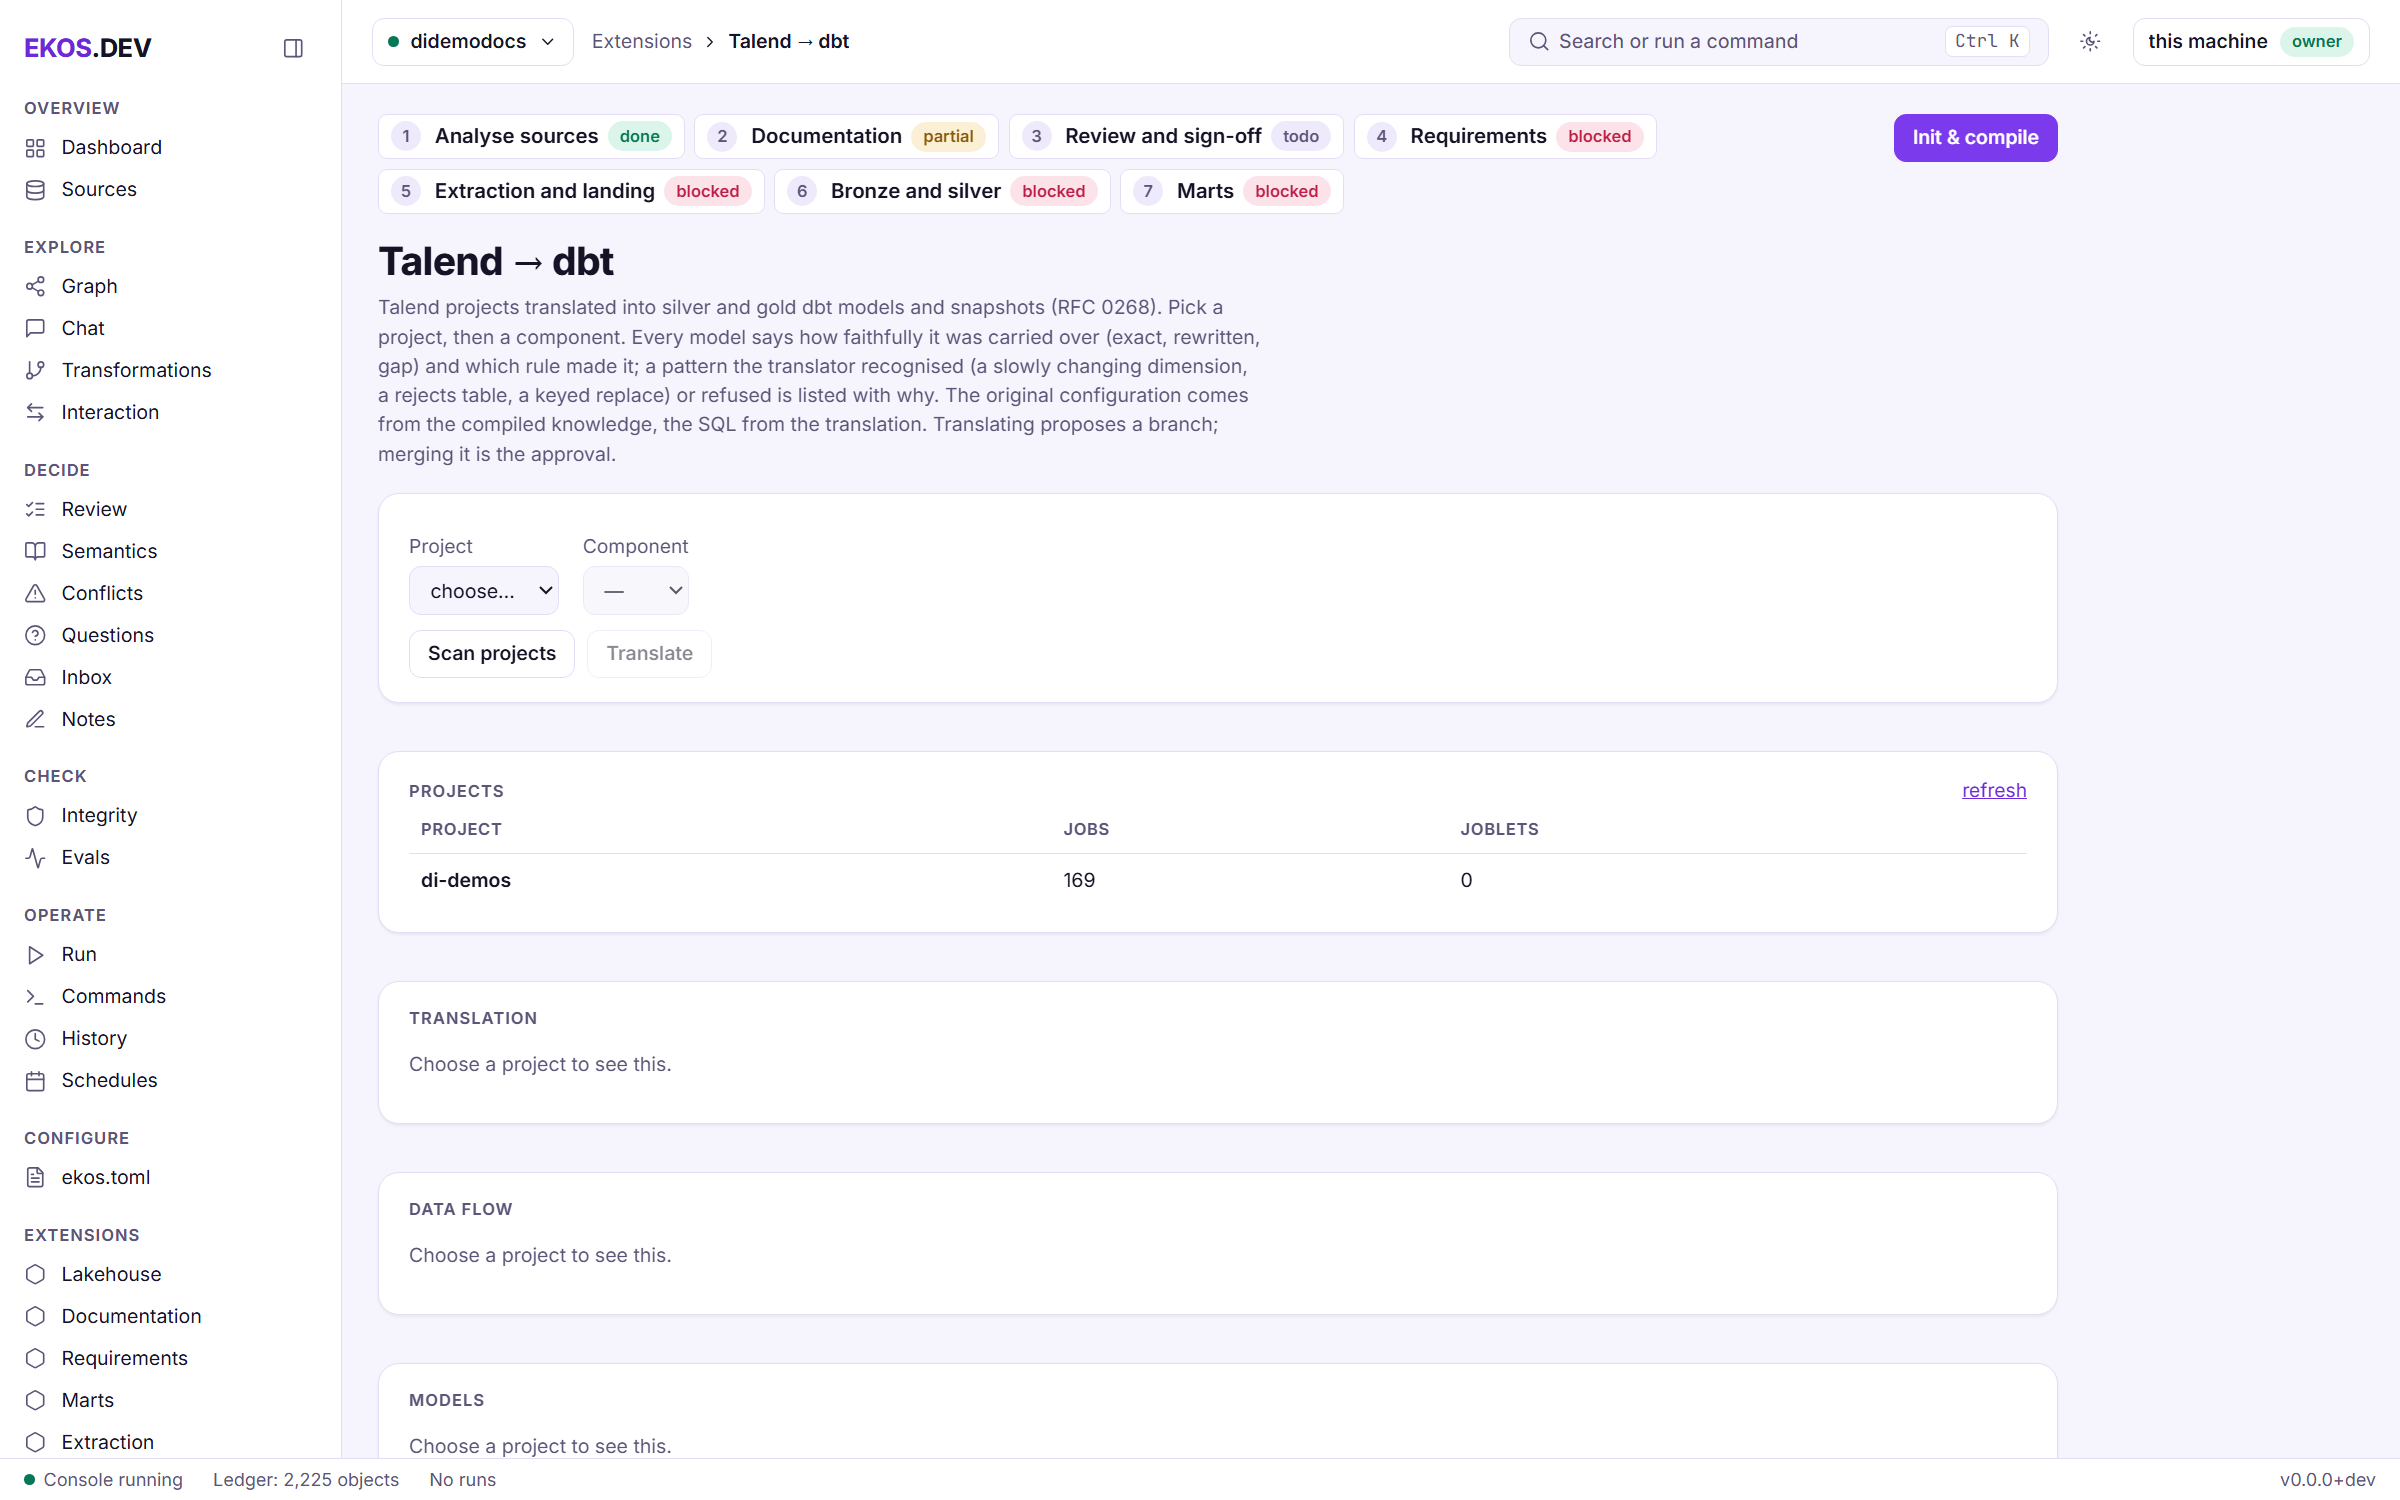 EKOS.DEV
didemodocs
Extensions > Talend → dbt
Search or run a command
Ctrl K
this machine owner
OVERVIEW
Dashboard
Sources
EXPLORE
Graph
Chat
Transformations
Interaction
DECIDE
Review
Semantics
Conflicts
Questions
Inbox
Notes
CHECK
Integrity
Evals
OPERATE
Run
Commands
History
Schedules
CONFIGURE
ekos.toml
EXTENSIONS
Lakehouse
Documentation
Requirements
Marts
Extraction
1 Analyse sources done
2 Documentation partial
3 Review and sign-off todo
4 Requirements blocked
Init & compile
5 Extraction and landing blocked
6 Bronze and silver blocked
7 Marts blocked
Talend → dbt
Talend projects translated into silver and gold dbt models and snapshots (RFC 0268). Pick a
project, then a component. Every model says how faithfully it was carried over (exact, rewritten,
gap) and which rule made it; a pattern the translator recognised (a slowly changing dimension,
a rejects table, a keyed replace) or refused is listed with why. The original configuration comes
from the compiled knowledge, the SQL from the translation. Translating proposes a branch;
merging it is the approval.
Project Component
choose... —
Scan projects Translate
PROJECTS refresh
PROJECT JOBS JOBLETS
di-demos 169 0
TRANSLATION
Choose a project to see this.
DATA FLOW
Choose a project to see this.
MODELS
Choose a project to see this.
Console running Ledger: 2,225 objects No runs v0.0.0+dev